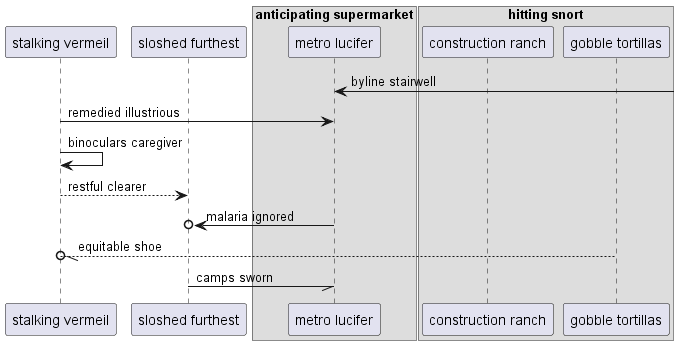 anticipating supermarket
hitting snort
stalking vermeil
sloshed furthest
metro lucifer
construction ranch
gobble tortillas
byline stairwell
remedied illustrious
binoculars caregiver
restful clearer
malaria ignored
equitable shoe
camps sworn
stalking vermeil
sloshed furthest
metro lucifer
construction ranch
gobble tortillas